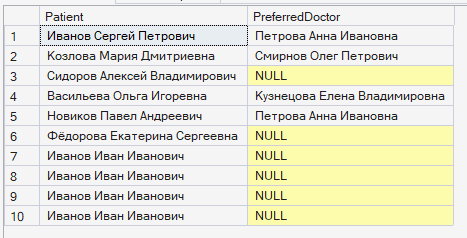 Patient PreferredDoctor
1 Иванов Сергей Петрович Петрова Анна Ивановна
2 Козлова Мария Дмитриевна Смирнов Олег Петрович
3 Сидоров Алексей Владимирович NULL
4 Васильева Ольга Игоревна Кузнецова Елена Владимировна
5 Новиков Павел Андреевич Петрова Анна Ивановна
6 Фёдорова Екатерина Сергеевна NULL
7 Иванов Иван Иванович NULL
8 Иванов Иван Иванович NULL
9 Иванов Иван Иванович NULL
10 Иванов Иван Иванович NULL